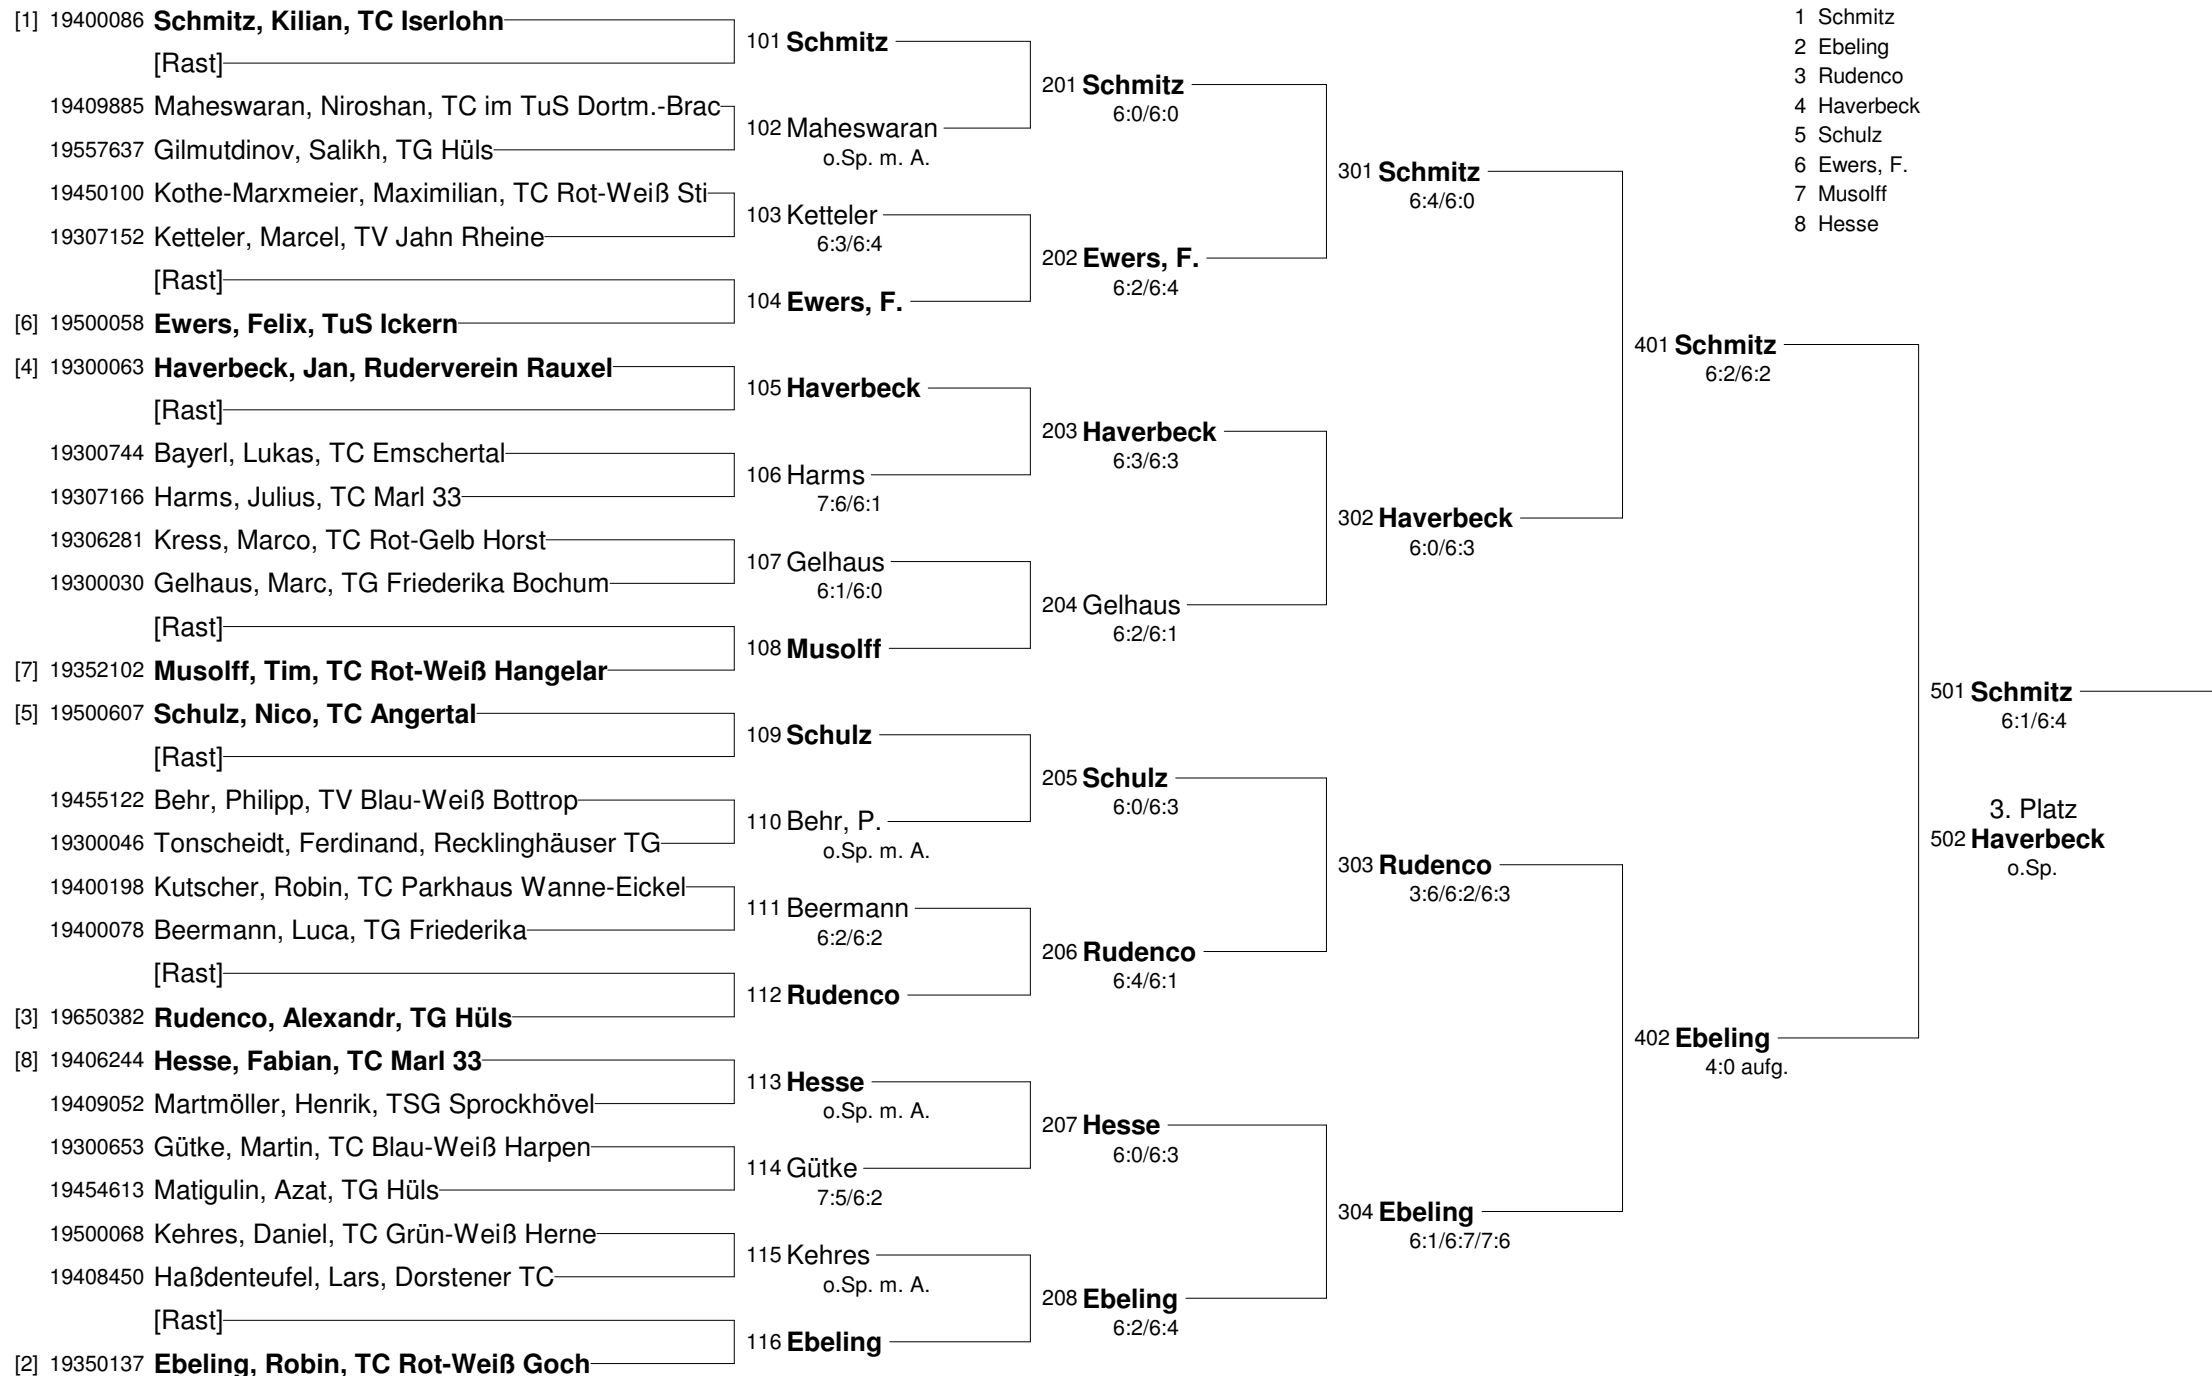 [1] 19400086 Schmitz, Kilian, TC Iserlohn
[Rast]
19409885 Maheswaran, Niroshan, TC im TuS Dortm.-Brac
19557637 Gilmutdinov, Salikh, TG Hüls
19450100 Kothe-Marxmeier, Maximilian, TC Rot-Weiß Sti
19307152 Ketteler, Marcel, TV Jahn Rheine
[Rast]
[6] 19500058 Ewers, Felix, TuS Ickern
[4] 19300063 Haverbeck, Jan, Ruderverein Rauxel
[Rast]
19300744 Bayerl, Lukas, TC Emschertal
19307166 Harms, Julius, TC Marl 33
19306281 Kress, Marco, TC Rot-Gelb Horst
19300030 Gelhaus, Marc, TG Friederika Bochum
[Rast]
[7] 19352102 Musolff, Tim, TC Rot-Weiß Hangelar
[5] 19500607 Schulz, Nico, TC Angertal
[Rast]
19455122 Behr, Philipp, TV Blau-Weiß Bottrop
19300046 Tonscheidt, Ferdinand, Recklinghäuser TG
19400198 Kutscher, Robin, TC Parkhaus Wanne-Eickel
19400078 Beermann, Luca, TG Friederika
[Rast]
[3] 19650382 Rudenco, Alexandr, TG Hüls
[8] 19406244 Hesse, Fabian, TC Marl 33
19409052 Martmöller, Henrik, TSG Sprockhövel
19300653 Gütke, Martin, TC Blau-Weiß Harpen
19454613 Matigulin, Azat, TG Hüls
19500068 Kehres, Daniel, TC Grün-Weiß Herne
19408450 Haßdenteufel, Lars, Dorstener TC
[Rast]
[2] 19350137 Ebeling, Robin, TC Rot-Weiß Goch
101 Schmitz
102 Maheswaran
o.Sp. m. A.
103 Ketteler
6:3/6:4
104 Ewers, F.
105 Haverbeck
106 Harms
7:6/6:1
107 Gelhaus
6:1/6:0
108 Musolff
109 Schulz
110 Behr, P.
o.Sp. m. A.
111 Beermann
6:2/6:2
112 Rudenco
113 Hesse
o.Sp. m. A.
114 Gütke
7:5/6:2
115 Kehres
o.Sp. m. A.
116 Ebeling
201 Schmitz
6:0/6:0
202 Ewers, F.
6:2/6:4
203 Haverbeck
6:3/6:3
204 Gelhaus
6:2/6:1
205 Schulz
6:0/6:3
206 Rudenco
6:4/6:1
207 Hesse
6:0/6:3
208 Ebeling
6:2/6:4
301 Schmitz
6:4/6:0
302 Haverbeck
6:0/6:3
303 Rudenco
3:6/6:2/6:3
304 Ebeling
6:1/6:7/7:6
401 Schmitz
6:2/6:2
402 Ebeling
4:0 aufg.
501 Schmitz
6:1/6:4
3. Platz
502 Haverbeck
o.Sp.
1 Schmitz
2 Ebeling
3 Rudenco
4 Haverbeck
5 Schulz
6 Ewers, F.
7 Musolff
8 Hesse